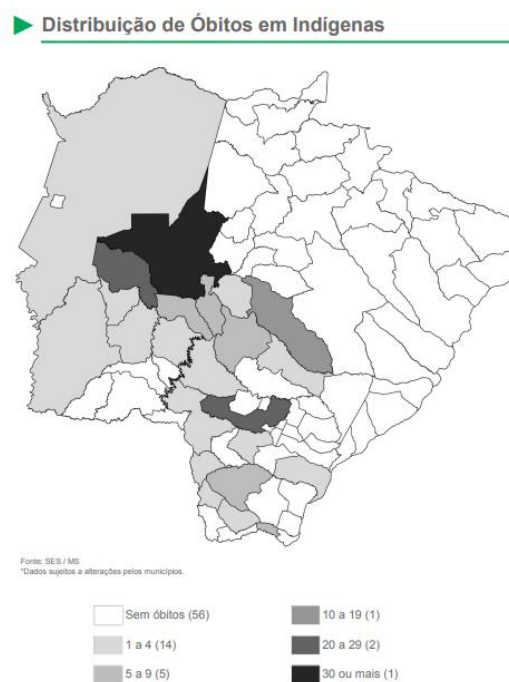 Distribuição de Óbitos em Indígenas
Fonte: SES / MS
*Dados sujeitos a alterações pelos municípios.
Sem óbitos (56)
1 a 4 (14)
5 a 9 (5)
10 a 19 (1)
20 a 29 (2)
30 ou mais (1)